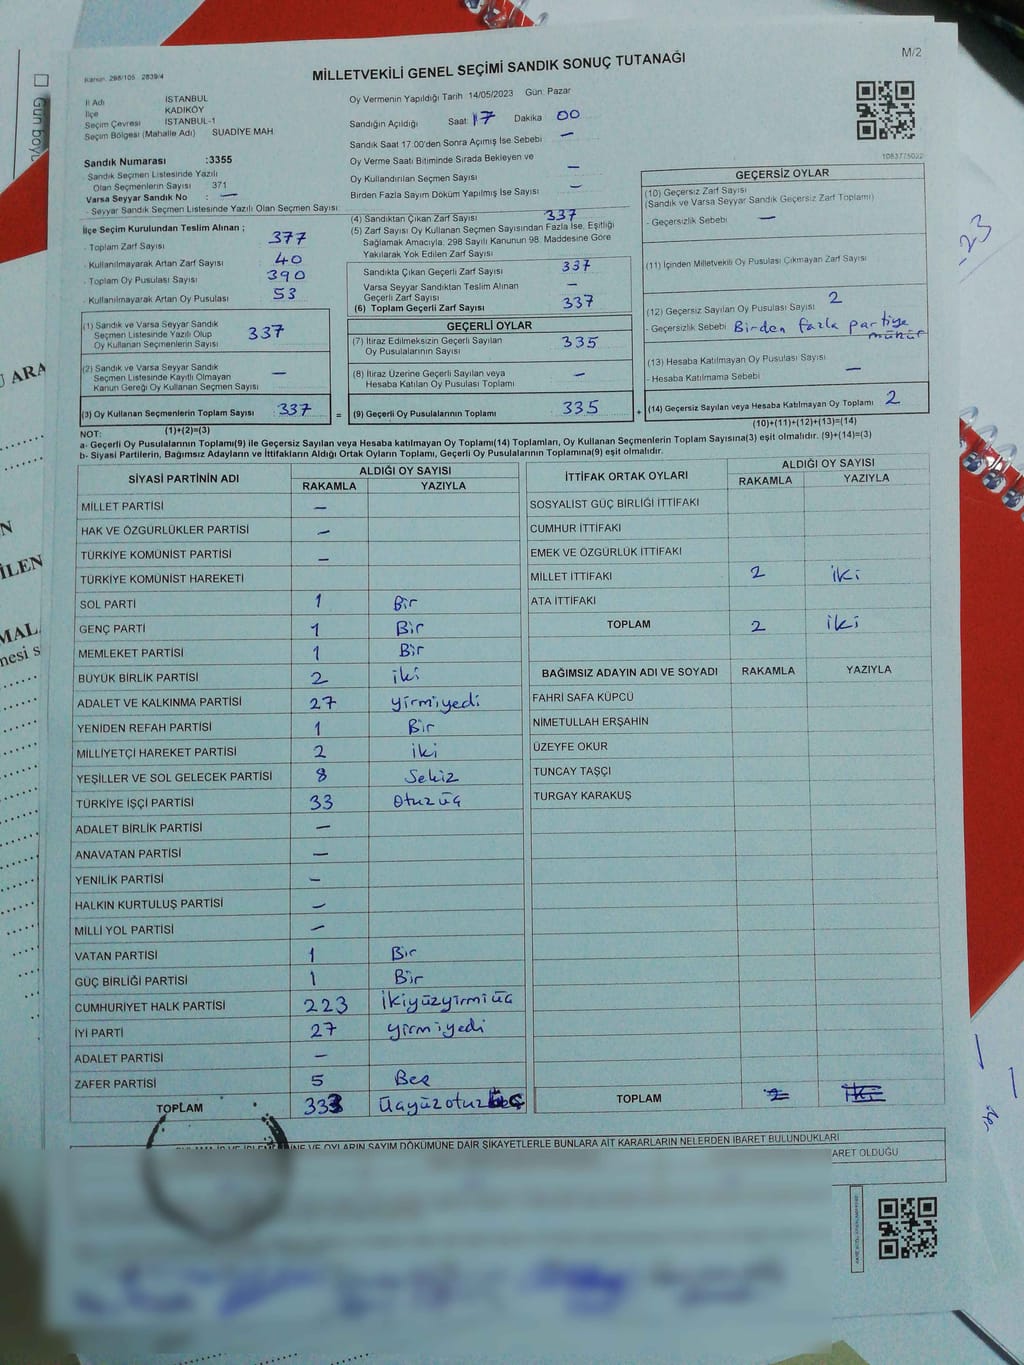 Kanun. 298/105 2839/4
MİLLETVEKİLİ GENEL SEÇİMİ SANDIK SONUÇ TUTANAĞI
M/2
İl Adı İSTANBUL
İlçe KADIKÖY
Seçim Çevresi İSTANBUL-1
Seçim Bölgesi (Mahalle Adı) SUADİYE MAH
Sandık Numarası :3355
Sandık Seçmen Listesinde Yazılı
Olan Seçmenlerin Sayısı 371
Varsa Seyyar Sandık No : —
- Seyyar Sandık Seçmen Listesinde Yazılı Olan Seçmen Sayısı:
Oy Vermenin Yapıldığı Tarih 14/05/2023 Gün. Pazar
Sandığın Açıldığı Saat 17 Dakika 00
Sandık Saat 17.00'den Sonra Açımış İse Sebebi —
Oy Verme Saati Bitiminde Sırada Bekleyen ve
Oy Kullandırılan Seçmen Sayısı —
Birden Fazla Sayım Döküm Yapılmış İse Sayısı —
1083775022
İlçe Seçim Kurulundan Teslim Alınan ;
- Toplam Zarf Sayısı 377
- Kullanılmayarak Artan Zarf Sayısı 40
- Toplam Oy Pusulası Sayısı 390
- Kullanılmayarak Artan Oy Pusulası 53
(4) Sandıktan Çıkan Zarf Sayısı 337
(5) Zarf Sayısı Oy Kullanan Seçmen Sayısından Fazla İse, Eşitliği
Sağlamak Amacıyla, 298 Sayılı Kanunun 98. Maddesine Göre
Yakılarak Yok Edilen Zarf Sayısı
Sandıkta Çıkan Geçerli Zarf Sayısı 337
Varsa Seyyar Sandıktan Teslim Alınan
Geçerli Zarf Sayısı —
(6) Toplam Geçerli Zarf Sayısı 337
GEÇERSİZ OYLAR
(10) Geçersiz Zarf Sayısı
(Sandık ve Varsa Seyyar Sandık Geçersiz Zarf Toplamı)
- Geçersizlik Sebebi —
(11) İçinden Milletvekili Oy Pusulası Çıkmayan Zarf Sayısı
(12) Geçersiz Sayılan Oy Pusulası Sayısı 2
- Geçersizlik Sebebi Birden fazla partiye
mühür
(13) Hesaba Katılmayan Oy Pusulası Sayısı
- Hesaba Katılmama Sebebi —
(14) Geçersiz Sayılan veya Hesaba Katılmayan Oy Toplamı 2
(10)+(11)+(12)+(13)=(14)
(1) Sandık ve Varsa Seyyar Sandık
Seçmen Listesinde Yazılı Olup
Oy Kullanan Seçmenlerin Sayısı 337
(2) Sandık ve Varsa Seyyar Sandık
Seçmen Listesinde Kayıtlı Olmayan
Kanun Gereği Oy Kullanan Seçmen Sayısı —
(3) Oy Kullanan Seçmenlerin Toplam Sayısı 337 =
(1)+(2)=(3)
GEÇERLİ OYLAR
(7) İtiraz Edilmeksizin Geçerli Sayılan
Oy Pusulalarının Sayısı 335
(8) İtiraz Üzerine Geçerli Sayılan veya
Hesaba Katılan Oy Pusulası Toplamı —
(9) Geçerli Oy Pusulalarının Toplamı 335 +
NOT:
a- Geçerli Oy Pusulalarının Toplamı(9) ile Geçersiz Sayılan veya Hesaba katılmayan Oy Toplamı(14) Toplamları, Oy Kullanan Seçmenlerin Toplam Sayısına(3) eşit olmalıdır. (9)+(14)=(3)
b- Siyasi Partilerin, Bağımsız Adayların ve İttifakların Aldığı Ortak Oyların Toplamı, Geçerli Oy Pusulalarının Toplamına(9) eşit olmalıdır.
SİYASİ PARTİNİN ADI ALDIĞI OY SAYISI
RAKAMLA YAZIYLA
MİLLET PARTİSİ —
HAK VE ÖZGÜRLÜKLER PARTİSİ —
TÜRKİYE KOMÜNİST PARTİSİ —
TÜRKİYE KOMÜNİST HAREKETİ
SOL PARTİ 1 Bir
GENÇ PARTİ 1 Bir
MEMLEKET PARTİSİ 1 Bir
BÜYÜK BİRLİK PARTİSİ 2 iki
ADALET VE KALKINMA PARTİSİ 27 yirmiyedi
YENİDEN REFAH PARTİSİ 1 Bir
MİLLİYETÇİ HAREKET PARTİSİ 2 iki
YEŞİLLER VE SOL GELECEK PARTİSİ 8 Sekiz
TÜRKİYE İŞÇİ PARTİSİ 33 otuzüç
ADALET BİRLİK PARTİSİ —
ANAVATAN PARTİSİ —
YENİLİK PARTİSİ —
HALKIN KURTULUŞ PARTİSİ —
MİLLİ YOL PARTİSİ —
VATAN PARTİSİ 1 Bir
GÜÇ BİRLİĞİ PARTİSİ 1 Bir
CUMHURİYET HALK PARTİSİ 223 ikiyüzyirmiüç
İYİ PARTİ 27 yirmiyedi
ADALET PARTİSİ —
ZAFER PARTİSİ 5 Beş
TOPLAM 333
İTTİFAK ORTAK OYLARI ALDIĞI OY SAYISI
RAKAMLA YAZIYLA
SOSYALİST GÜÇ BİRLİĞİ İTTİFAKI
CUMHUR İTTİFAKI
EMEK VE ÖZGÜRLÜK İTTİFAKI
MİLLET İTTİFAKI 2 iki
ATA İTTİFAKI
TOPLAM 2 iki
BAĞIMSIZ ADAYIN ADI VE SOYADI RAKAMLA YAZIYLA
FAHRİ SAFA KÜPCÜ
NİMETULLAH ERŞAHİN
ÜZEYFE OKUR
TUNCAY TAŞÇI
TURGAY KARAKUŞ
TOPLAM
İNE VE OYLARIN SAYIM DÖKÜMÜNE DAİR ŞİKAYETLERLE BUNLARA AİT KARARLARIN NELERDEN İBARET BULUNDUKLARI
ARET OLDUĞU
Gün boyu
ARA
N
İLEN
MAL
nesi s
-23